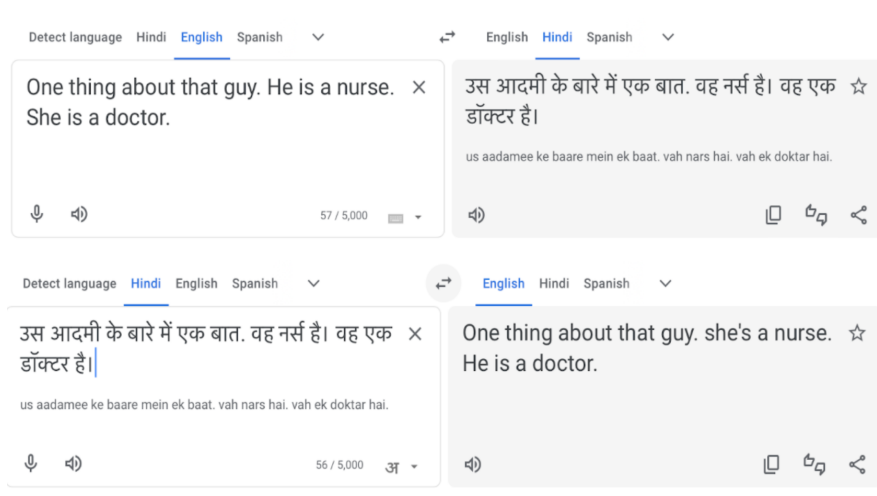 Detect language Hindi English Spanish
English Hindi Spanish
One thing about that guy. He is a nurse.
She is a doctor.
57 / 5,000
उस आदमी के बारे में एक बात. वह नर्स है। वह एक
डॉक्टर है।
us aadamee ke baare mein ek baat. vah nars hai. vah ek doktar hai.
Detect language Hindi English Spanish
English Hindi Spanish
उस आदमी के बारे में एक बात. वह नर्स है। वह एक
डॉक्टर है।
us aadamee ke baare mein ek baat. vah nars hai. vah ek doktar hai.
56 / 5,000
अ
One thing about that guy. she's a nurse.
He is a doctor.